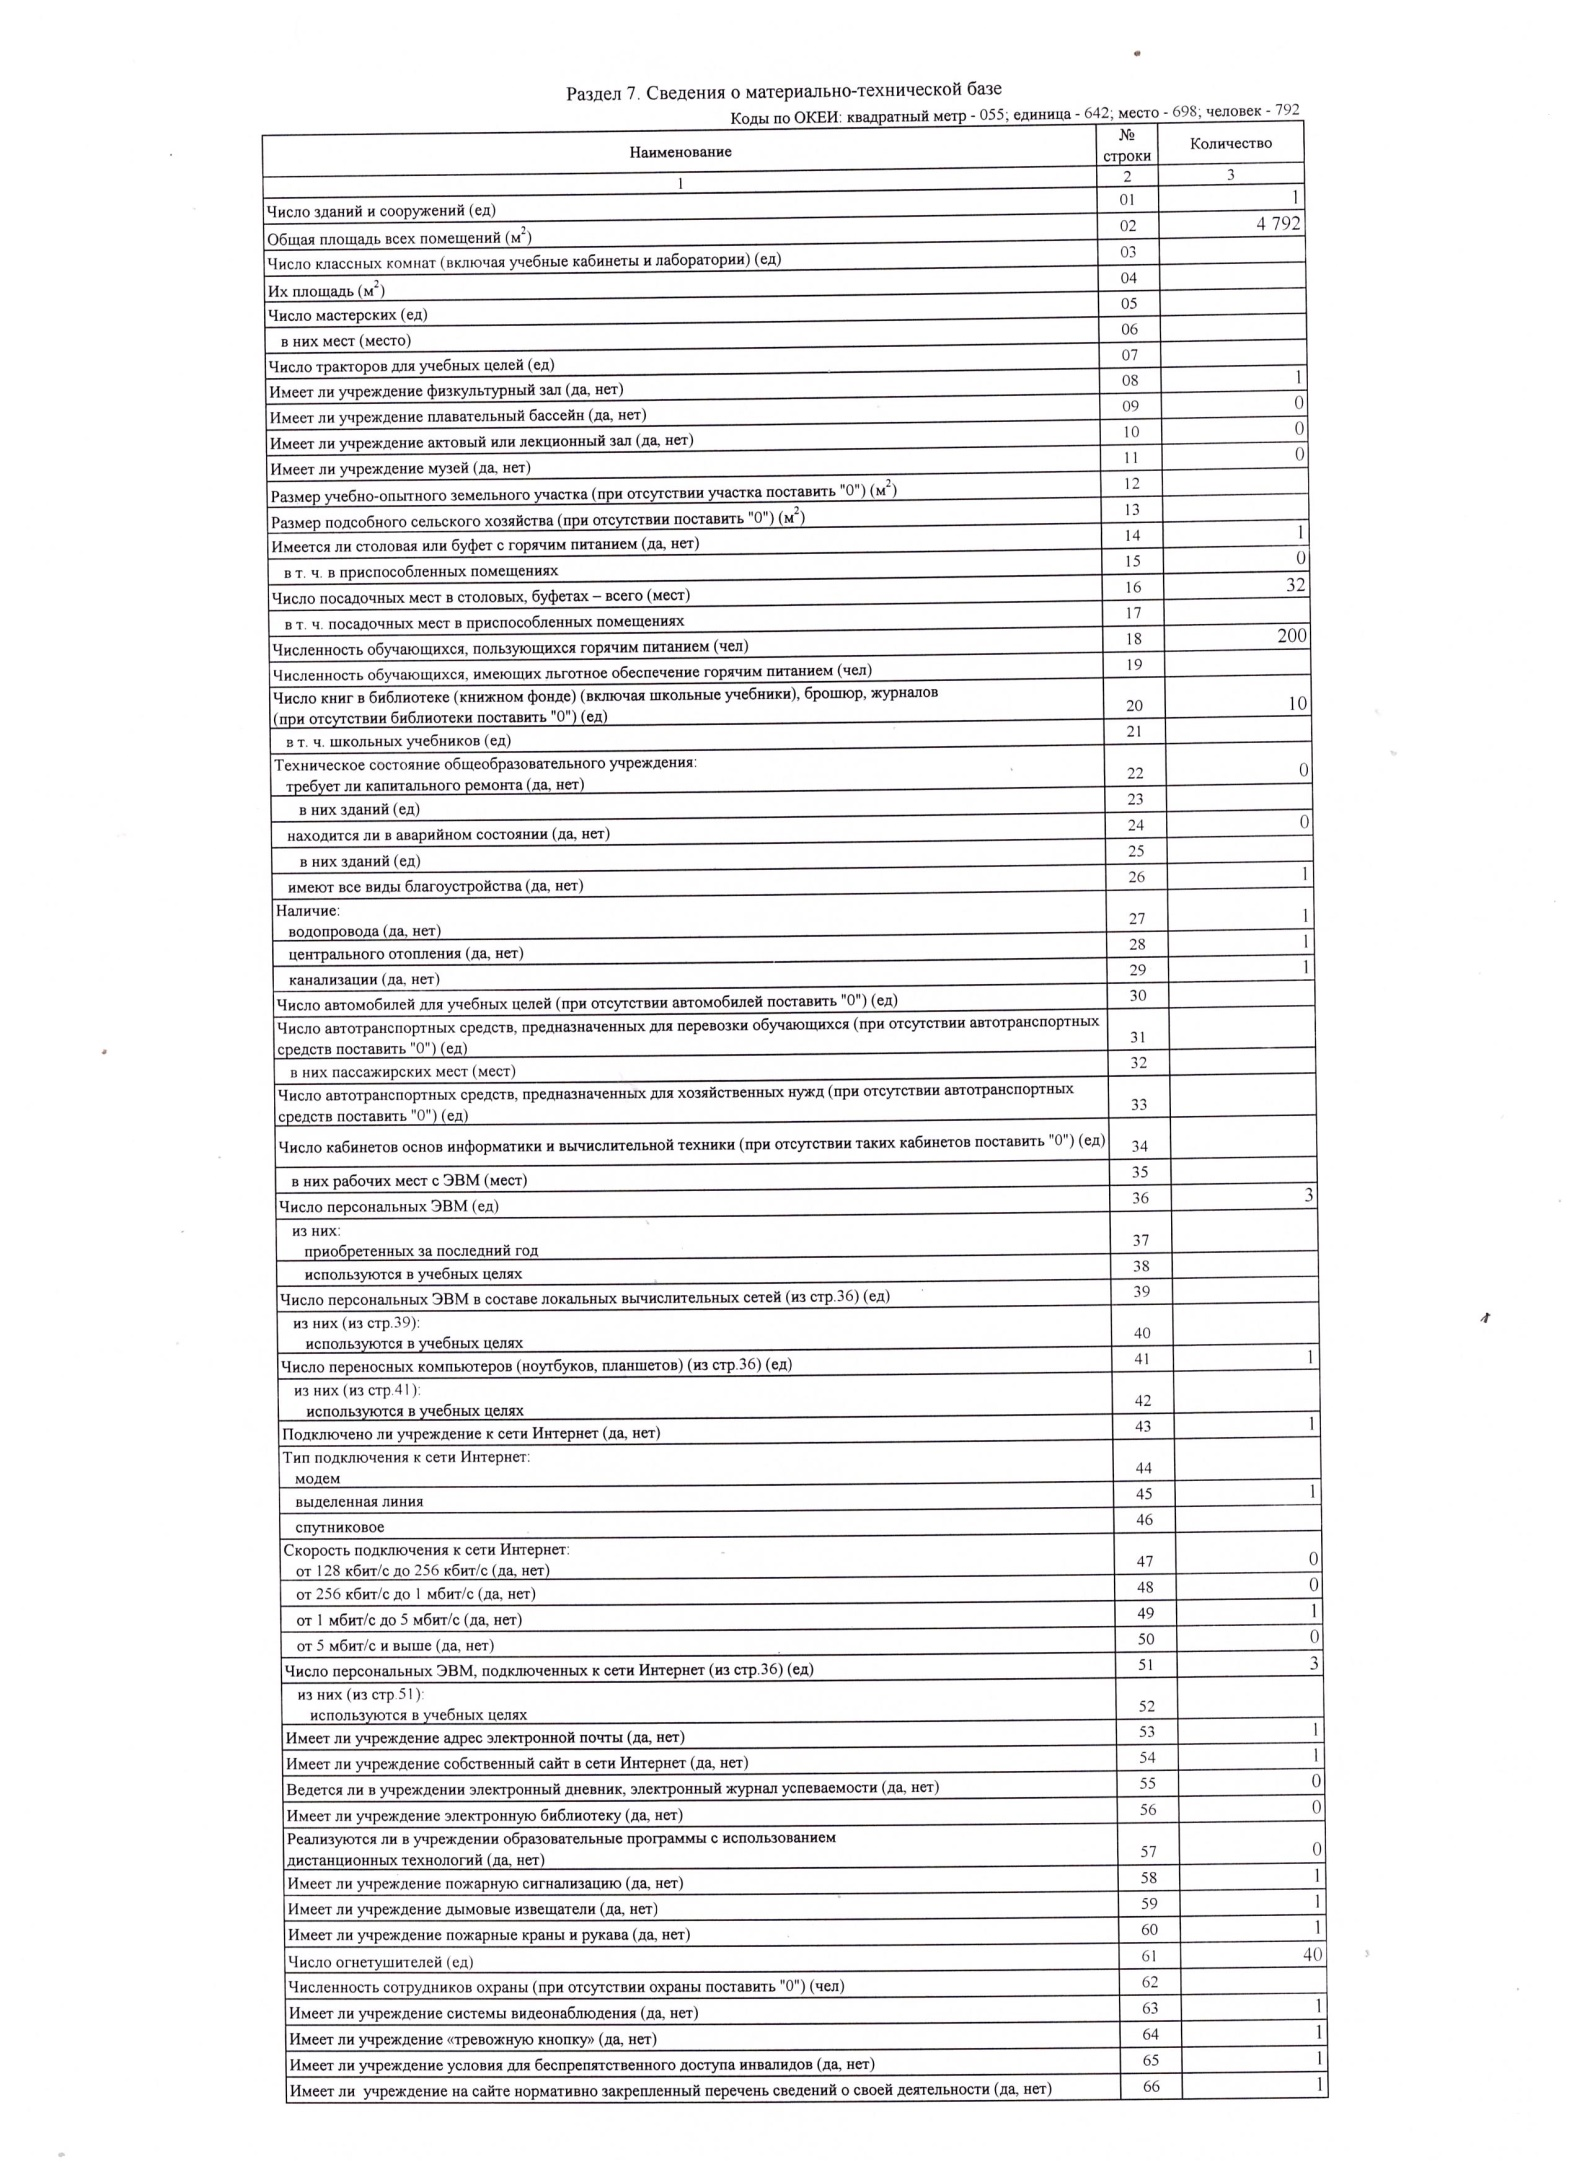 Раздел 7. Сведения о материально-технической базе
Коды по ОКЕИ: квадратный метр - 055; единица - 642; место - 698; человек - 792
Наименование № строки Количество
1 2 3
Число зданий и сооружений (ед) 01 1
Общая площадь всех помещений (м²) 02 4 792
Число классных комнат (включая учебные кабинеты и лаборатории) (ед) 03
Их площадь (м²) 04
Число мастерских (ед) 05
в них мест (место) 06
Число тракторов для учебных целей (ед) 07
Имеет ли учреждение физкультурный зал (да, нет) 08 1
Имеет ли учреждение плавательный бассейн (да, нет) 09 0
Имеет ли учреждение актовый или лекционный зал (да, нет) 10 0
Имеет ли учреждение музей (да, нет) 11 0
Размер учебно-опытного земельного участка (при отсутствии участка поставить "0") (м²) 12
Размер подсобного сельского хозяйства (при отсутствии поставить "0") (м²) 13
Имеется ли столовая или буфет с горячим питанием (да, нет) 14 1
в т. ч. в приспособленных помещениях 15 0
Число посадочных мест в столовых, буфетах – всего (мест) 16 32
в т. ч. посадочных мест в приспособленных помещениях 17
Численность обучающихся, пользующихся горячим питанием (чел) 18 200
Численность обучающихся, имеющих льготное обеспечение горячим питанием (чел) 19
Число книг в библиотеке (книжном фонде) (включая школьные учебники), брошюр, журналов
(при отсутствии библиотеки поставить "0") (ед) 20 10
в т. ч. школьных учебников (ед) 21
Техническое состояние общеобразовательного учреждения:
требует ли капитального ремонта (да, нет) 22 0
в них зданий (ед) 23
находится ли в аварийном состоянии (да, нет) 24 0
в них зданий (ед) 25
имеют все виды благоустройства (да, нет) 26 1
Наличие:
водопровода (да, нет) 27 1
центрального отопления (да, нет) 28 1
канализации (да, нет) 29 1
Число автомобилей для учебных целей (при отсутствии автомобилей поставить "0") (ед) 30
Число автотранспортных средств, предназначенных для перевозки обучающихся (при отсутствии автотранспортных
средств поставить "0") (ед) 31
в них пассажирских мест (мест) 32
Число автотранспортных средств, предназначенных для хозяйственных нужд (при отсутствии автотранспортных
средств поставить "0") (ед) 33
Число кабинетов основ информатики и вычислительной техники (при отсутствии таких кабинетов поставить "0") (ед) 34
в них рабочих мест с ЭВМ (мест) 35
Число персональных ЭВМ (ед) 36 3
из них:
приобретенных за последний год 37
используются в учебных целях 38
Число персональных ЭВМ в составе локальных вычислительных сетей (из стр.36) (ед) 39
из них (из стр.39):
используются в учебных целях 40
Число переносных компьютеров (ноутбуков, планшетов) (из стр.36) (ед) 41 1
из них (из стр.41):
используются в учебных целях 42
Подключено ли учреждение к сети Интернет (да, нет) 43 1
Тип подключения к сети Интернет:
модем 44
выделенная линия 45 1
спутниковое 46
Скорость подключения к сети Интернет:
от 128 кбит/с до 256 кбит/с (да, нет) 47 0
от 256 кбит/с до 1 мбит/с (да, нет) 48 0
от 1 мбит/с до 5 мбит/с (да, нет) 49 1
от 5 мбит/с и выше (да, нет) 50 0
Число персональных ЭВМ, подключенных к сети Интернет (из стр.36) (ед) 51 3
из них (из стр.51):
используются в учебных целях 52
Имеет ли учреждение адрес электронной почты (да, нет) 53 1
Имеет ли учреждение собственный сайт в сети Интернет (да, нет) 54 1
Ведется ли в учреждении электронный дневник, электронный журнал успеваемости (да, нет) 55 0
Имеет ли учреждение электронную библиотеку (да, нет) 56 0
Реализуются ли в учреждении образовательные программы с использованием
дистанционных технологий (да, нет) 57 0
Имеет ли учреждение пожарную сигнализацию (да, нет) 58 1
Имеет ли учреждение дымовые извещатели (да, нет) 59 1
Имеет ли учреждение пожарные краны и рукава (да, нет) 60 1
Число огнетушителей (ед) 61 40
Численность сотрудников охраны (при отсутствии охраны поставить "0") (чел) 62
Имеет ли учреждение системы видеонаблюдения (да, нет) 63 1
Имеет ли учреждение «тревожную кнопку» (да, нет) 64 1
Имеет ли учреждение условия для беспрепятственного доступа инвалидов (да, нет) 65 1
Имеет ли учреждение на сайте нормативно закрепленный перечень сведений о своей деятельности (да, нет) 66 1